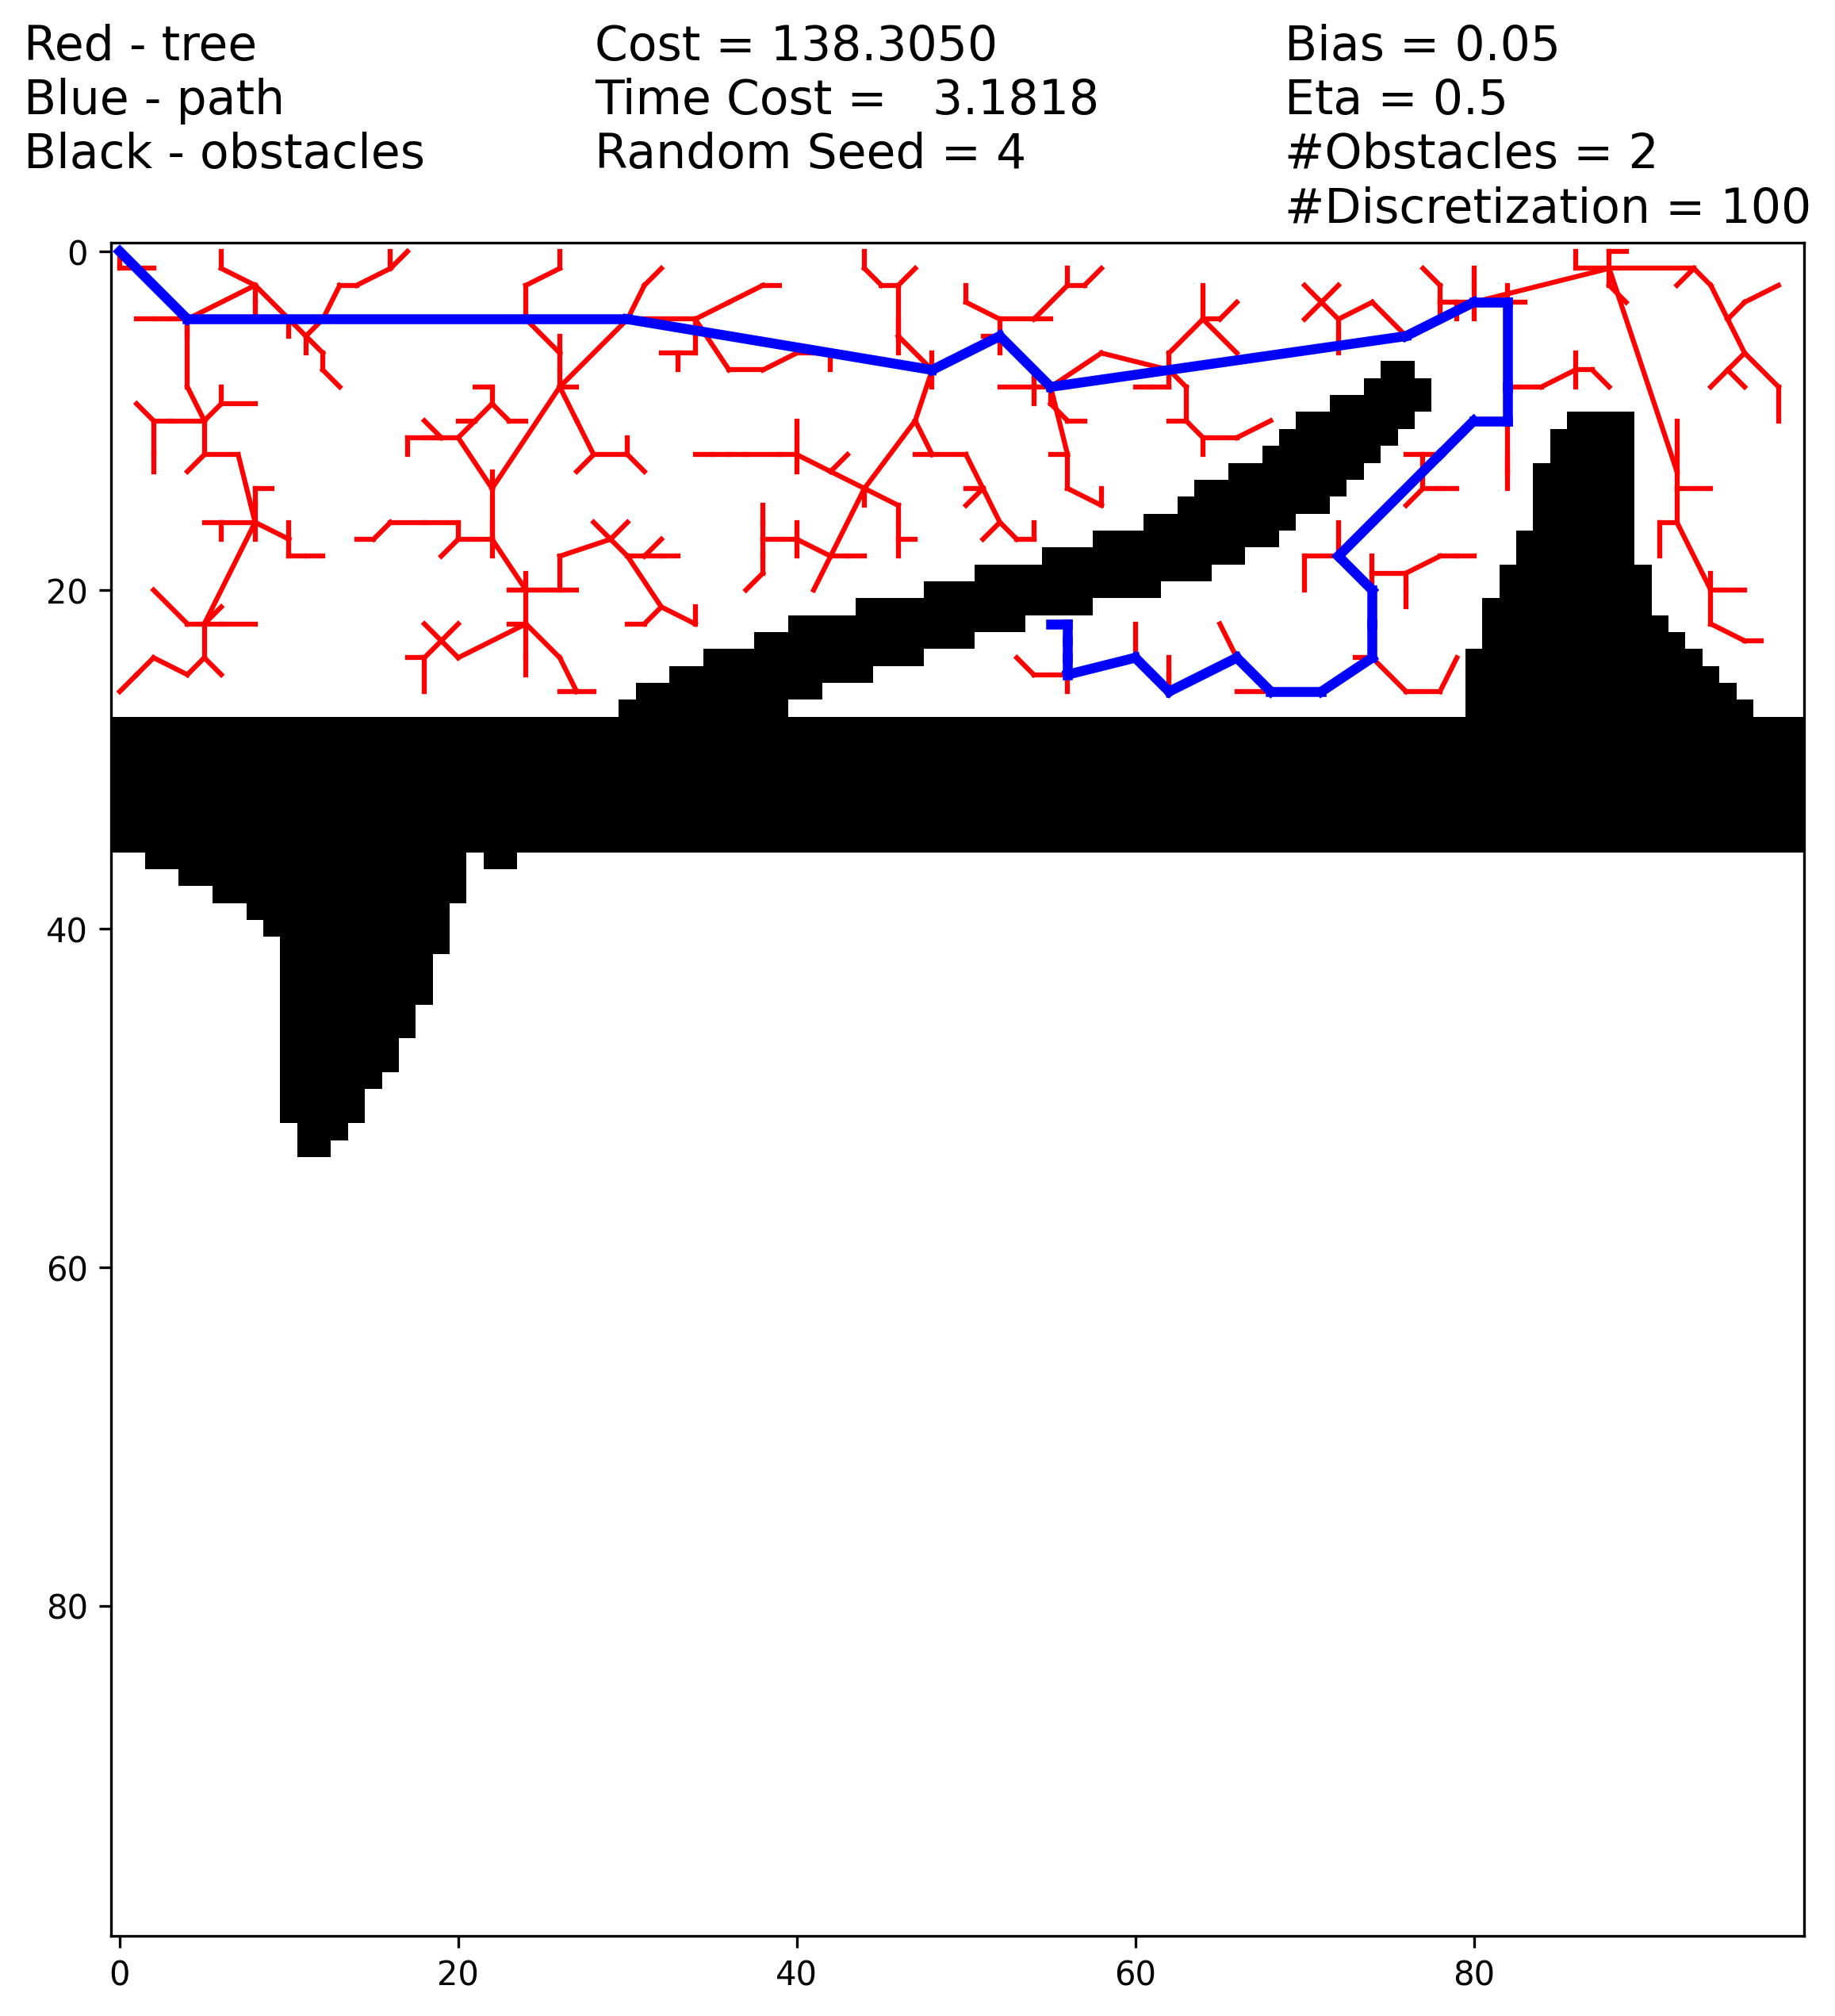 Red - tree
Blue - path
Black - obstacles
Cost = 138.3050
Time Cost =   3.1818
Random Seed = 4
Bias = 0.05
Eta = 0.5
#Obstacles = 2
#Discretization = 100
0
20
40
60
80
0 20 40 60 80